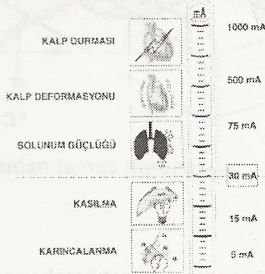 mA
1000 mA
KALP DURMASI
500 mA
KALP DEFORMASYONU
75 mA
SOLUNUM GÜÇLÜĞÜ
30 mA
KASILMA
15 mA
KARINCALANMA
5 mA